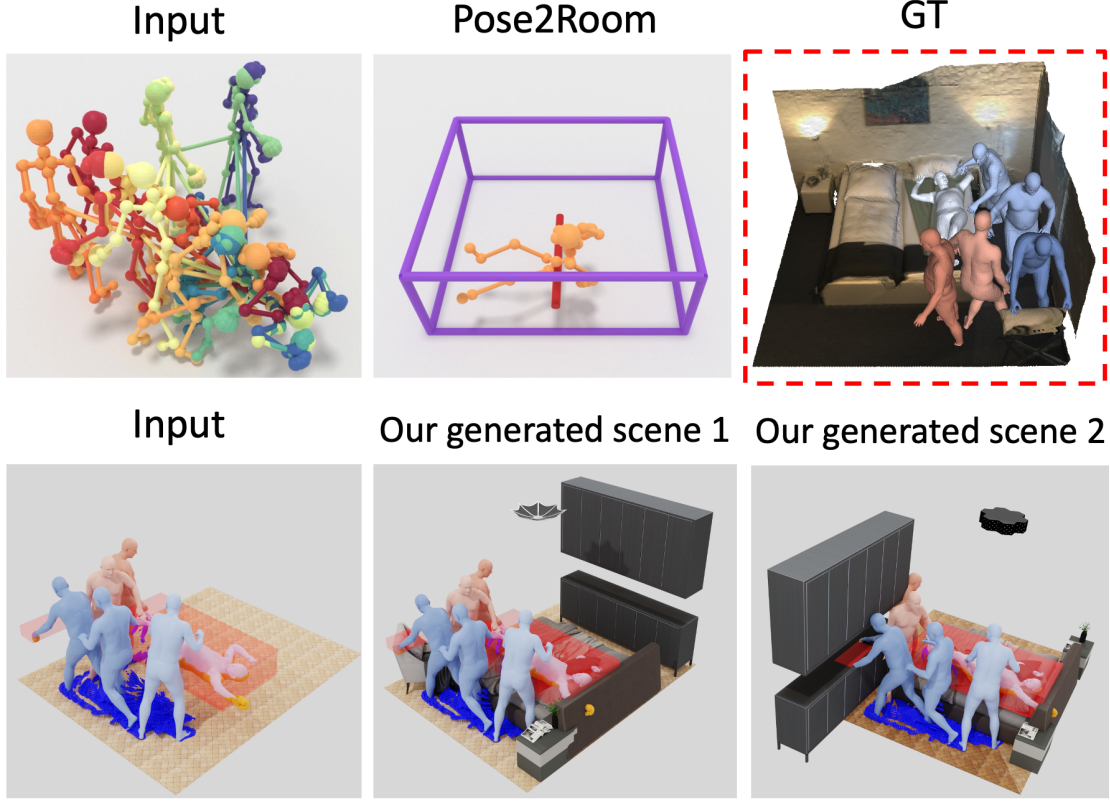 Input
Pose2Room
GT
Input
Our generated scene 1
Our generated scene 2